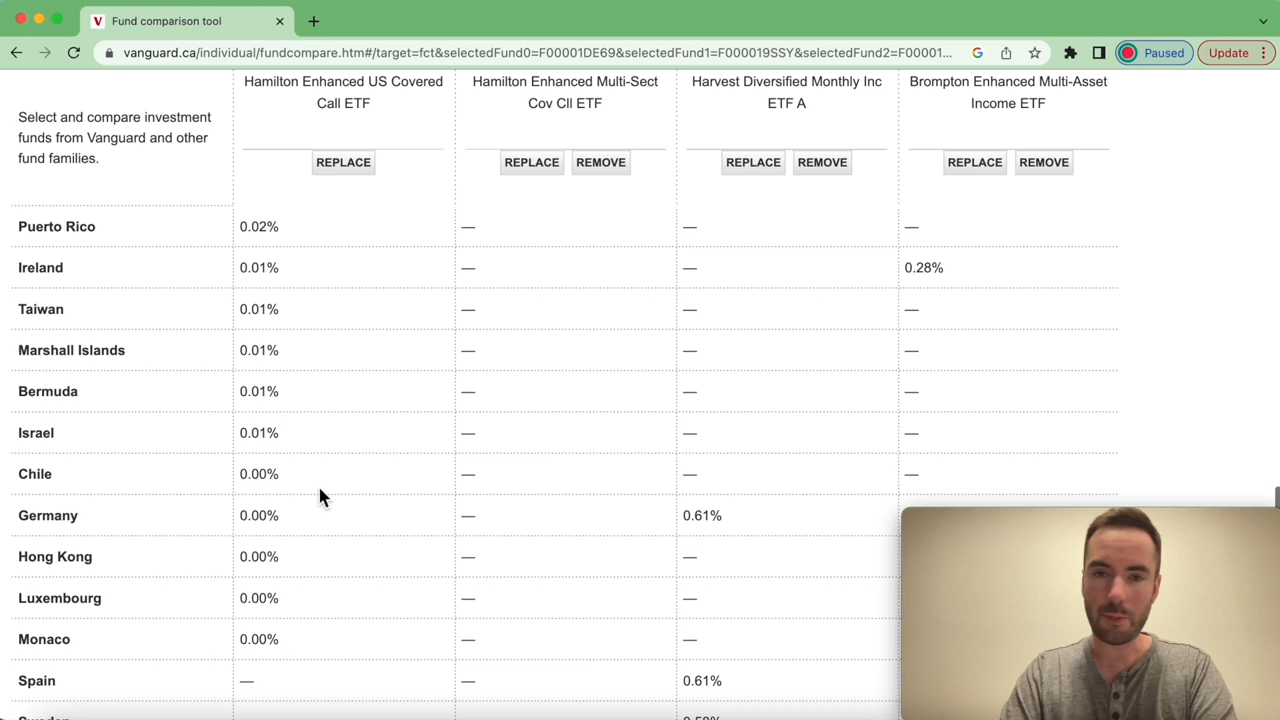 Fund comparison tool
vanguard.ca/individual/fundcompare.htm#/target=fct&selectedFund0=F00001DE69&selectedFund1=F000019SSY&selectedFund2=F00001...
Paused
Update
Select and compare investment
funds from Vanguard and other
fund families.
Hamilton Enhanced US Covered
Call ETF
REPLACE
Hamilton Enhanced Multi-Sect
Cov Cll ETF
REPLACE REMOVE
Harvest Diversified Monthly Inc
ETF A
REPLACE REMOVE
Brompton Enhanced Multi-Asset
Income ETF
REPLACE REMOVE
Puerto Rico 0.02% — — —
Ireland 0.01% — — 0.28%
Taiwan 0.01% — — —
Marshall Islands 0.01% — — —
Bermuda 0.01% — — —
Israel 0.01% — — —
Chile 0.00% — — —
Germany 0.00% — 0.61%
Hong Kong 0.00% — —
Luxembourg 0.00% — —
Monaco 0.00% — —
Spain — — 0.61%